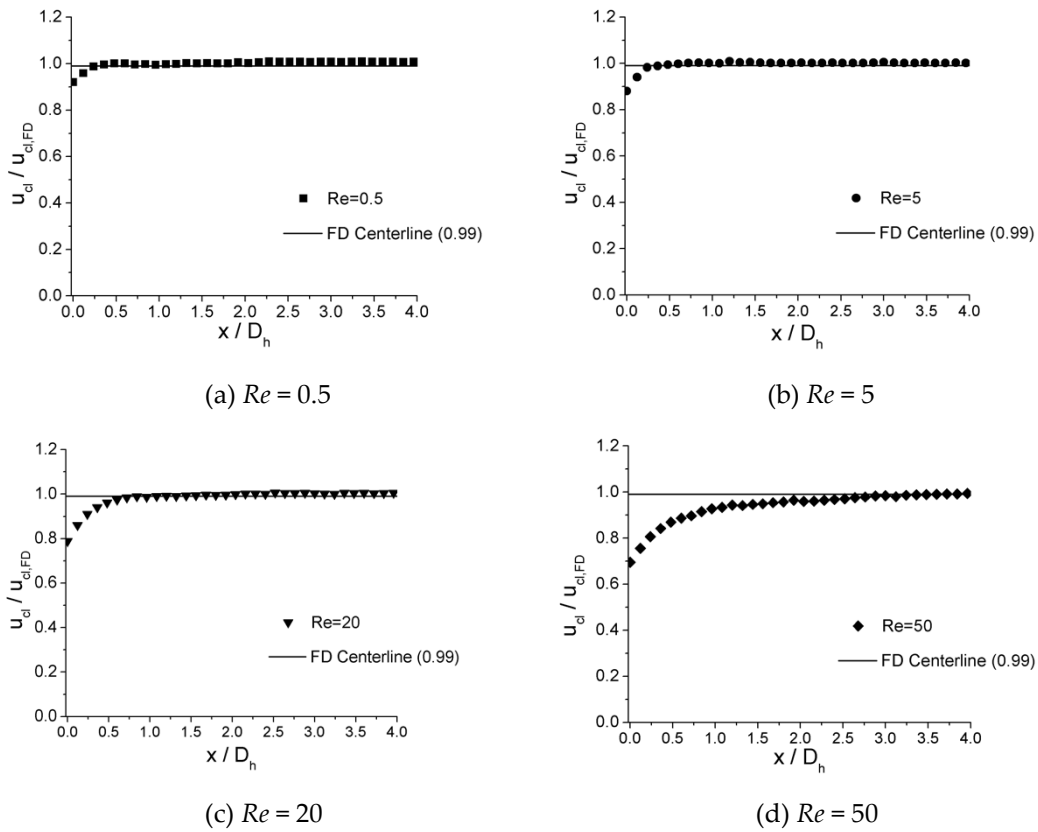 1.2
1.0
0.8
0.6
0.4
0.2
0.0
u_cl / u_cl,FD
Re=0.5
FD Centerline (0.99)
0.0 0.5 1.0 1.5 2.0 2.5 3.0 3.5 4.0
x / D_h
(a) Re = 0.5
1.2
1.0
0.8
0.6
0.4
0.2
0.0
u_cl / u_cl,FD
Re=5
FD Centerline (0.99)
0.0 0.5 1.0 1.5 2.0 2.5 3.0 3.5 4.0
x / D_h
(b) Re = 5
1.2
1.0
0.8
0.6
0.4
0.2
0.0
u_cl / u_cl,FD
Re=20
FD Centerline (0.99)
0.0 0.5 1.0 1.5 2.0 2.5 3.0 3.5 4.0
x / D_h
(c) Re = 20
1.2
1.0
0.8
0.6
0.4
0.2
0.0
u_cl / u_cl,FD
Re=50
FD Centerline (0.99)
0.0 0.5 1.0 1.5 2.0 2.5 3.0 3.5 4.0
x / D_h
(d) Re = 50